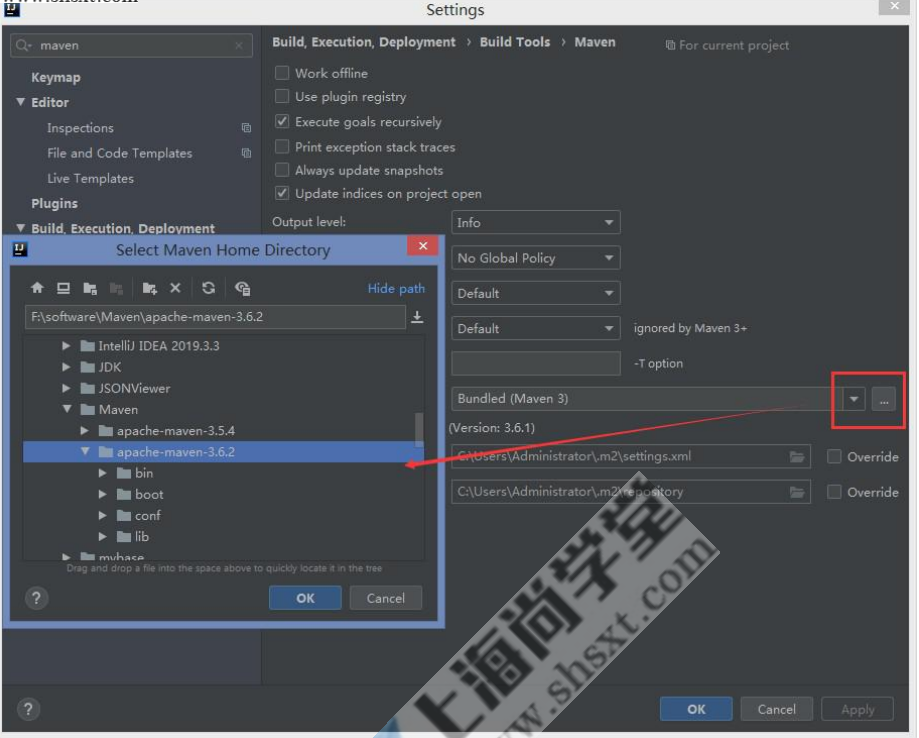 www.shsxt.com
Settings
maven
Keymap
Editor
Inspections
File and Code Templates
Live Templates
Plugins
Build, Execution, Deployment
Build, Execution, Deployment › Build Tools › Maven
For current project
Work offline
Use plugin registry
Execute goals recursively
Print exception stack traces
Always update snapshots
Update indices on project open
Output level:
Info
No Global Policy
Default
Default
ignored by Maven 3+
-T option
Bundled (Maven 3)
...
(Version: 3.6.1)
C:\Users\Administrator\.m2\settings.xml
Override
C:\Users\Administrator\.m2\repository
Override
Select Maven Home Directory
Hide path
F:\software\Maven\apache-maven-3.6.2
IntelliJ IDEA 2019.3.3
JDK
JSONViewer
Maven
apache-maven-3.5.4
apache-maven-3.6.2
bin
boot
conf
lib
mybase
Drag and drop a file into the space above to quickly locate it in the tree
?
OK
Cancel
?
OK
Cancel
Apply
上海尚学堂
www.shsxt.com